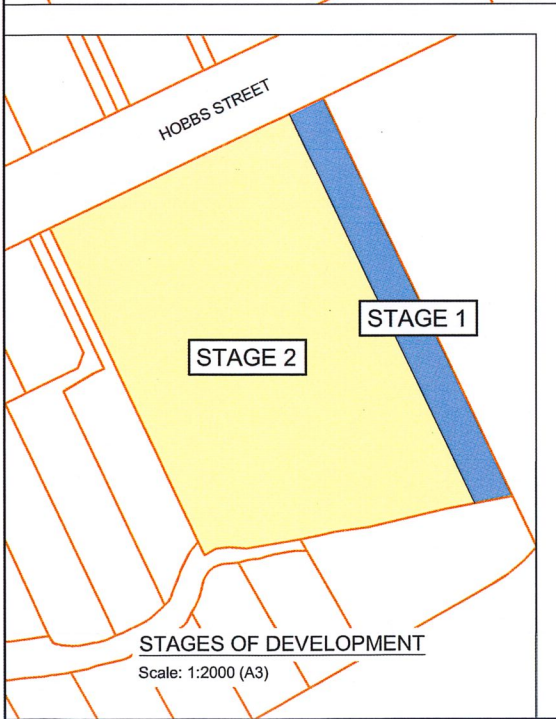 HOBBS STREET
STAGE 1
STAGE 2
STAGES OF DEVELOPMENT
Scale: 1:2000 (A3)